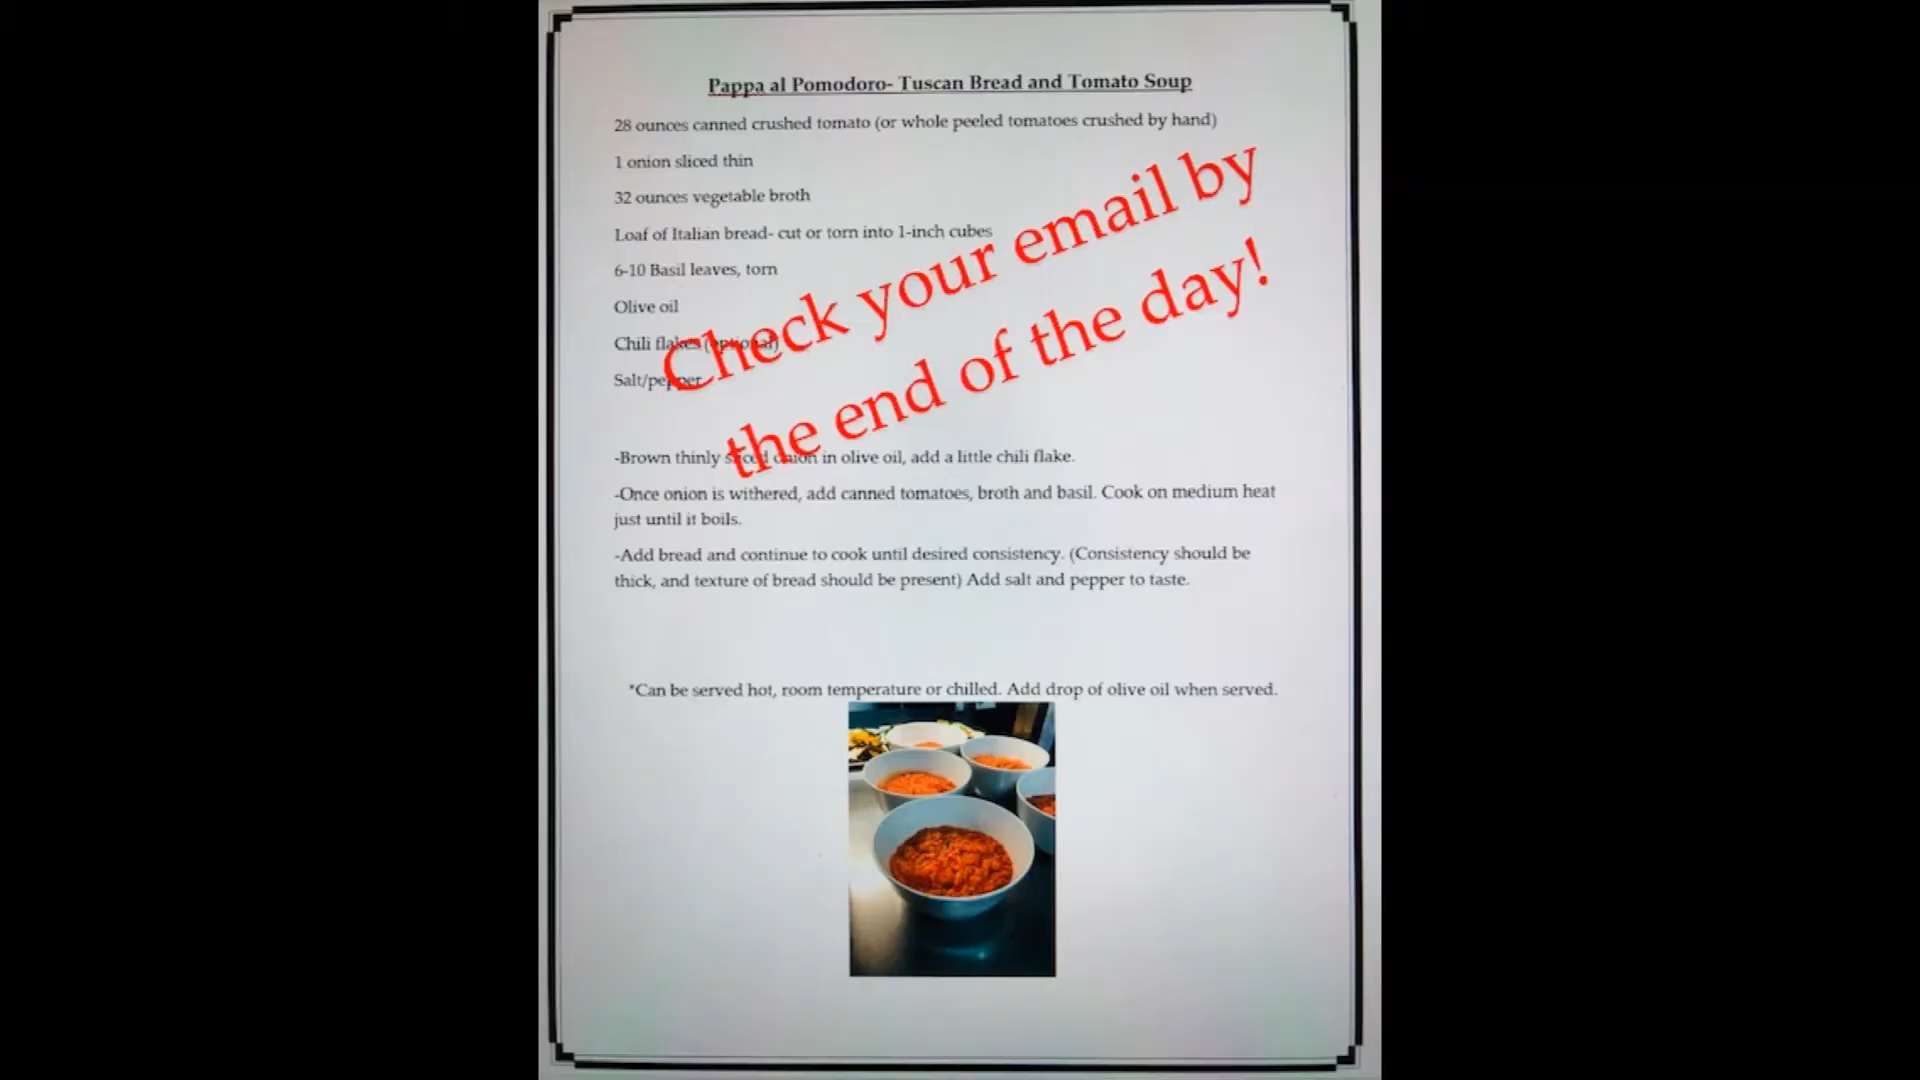 Pappa al Pomodoro- Tuscan Bread and Tomato Soup
28 ounces canned crushed tomato (or whole peeled tomatoes crushed by hand)
1 onion sliced thin
32 ounces vegetable broth
Loaf of Italian bread- cut or torn into 1-inch cubes
6-10 Basil leaves, torn
Olive oil
Chili flakes (optional)
Salt/pepper
Check your email by
the end of the day!
-Brown thinly sliced onion in olive oil, add a little chili flake.
-Once onion is withered, add canned tomatoes, broth and basil. Cook on medium heat
just until it boils.
-Add bread and continue to cook until desired consistency. (Consistency should be
thick, and texture of bread should be present) Add salt and pepper to taste.
*Can be served hot, room temperature or chilled. Add drop of olive oil when served.